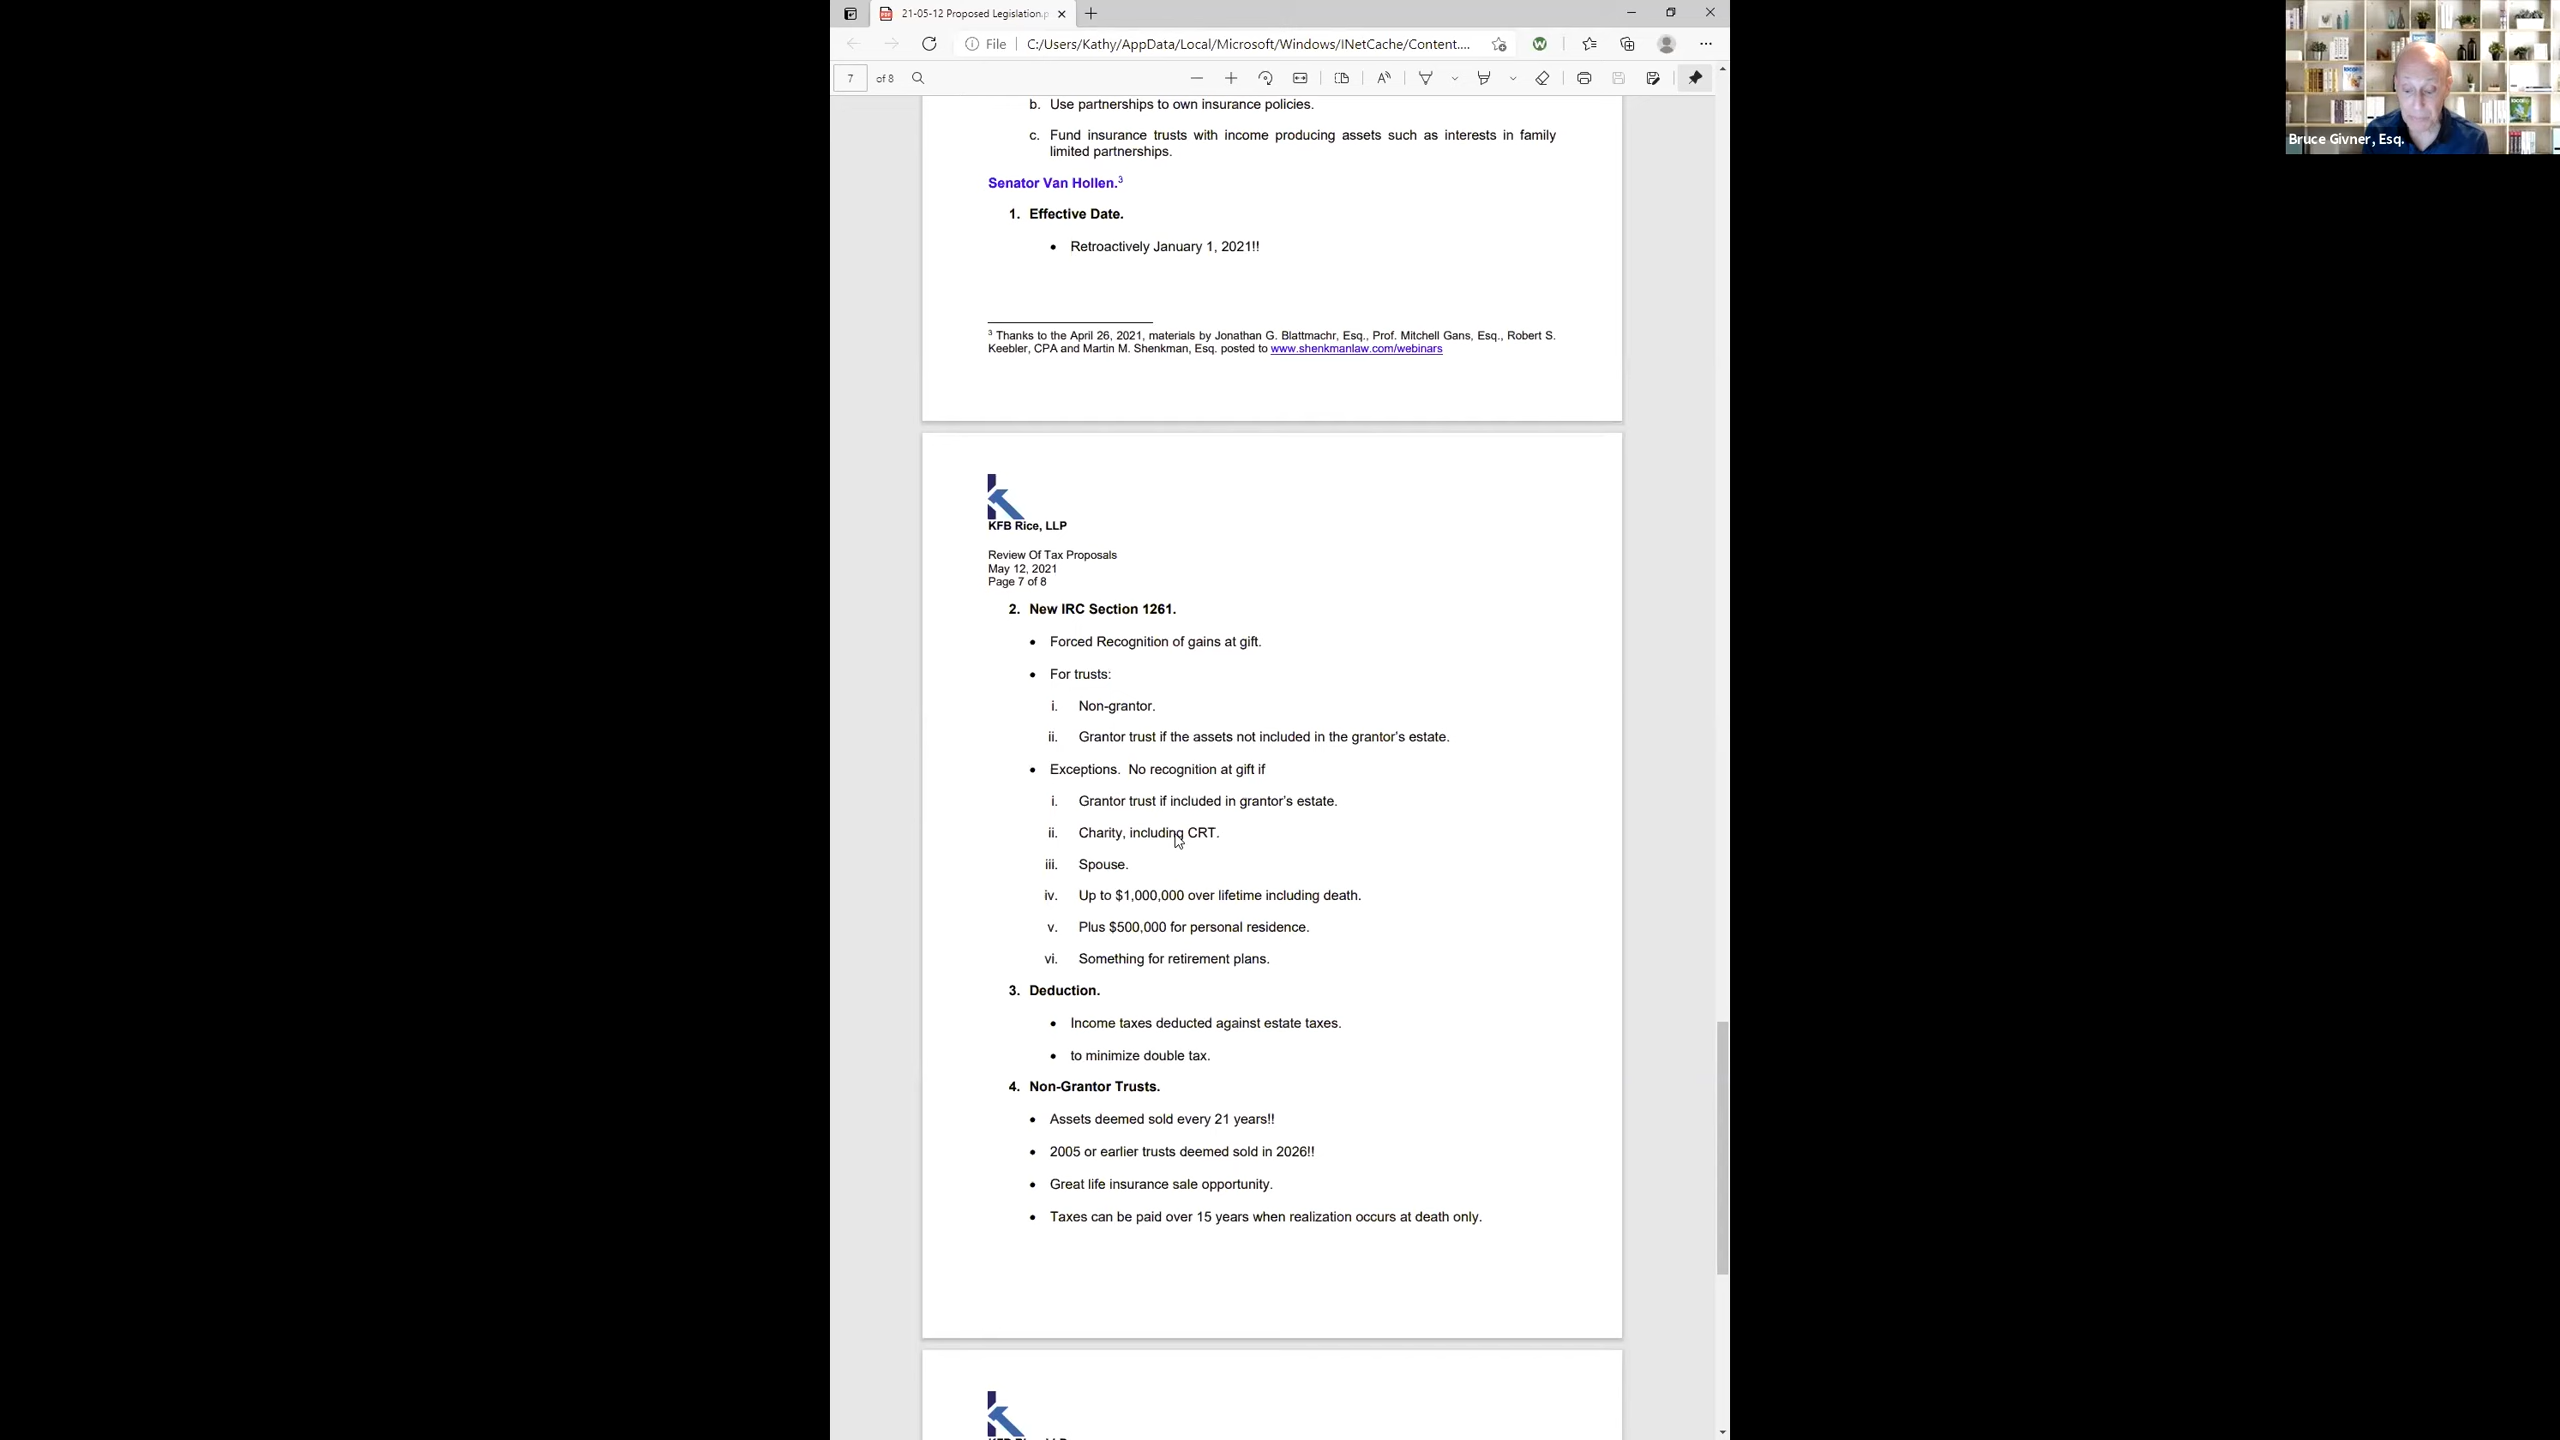 21-05-12 Proposed Legislation.p
File
C:/Users/Kathy/AppData/Local/Microsoft/Windows/INetCache/Content....
7 of 8
Bruce Givner, Esq.
b. Use partnerships to own insurance policies.
c. Fund insurance trusts with income producing assets such as interests in family
limited partnerships.
Senator Van Hollen.3
1. Effective Date.
• Retroactively January 1, 2021!!
3 Thanks to the April 26, 2021, materials by Jonathan G. Blattmachr, Esq., Prof. Mitchell Gans, Esq., Robert S.
Keebler, CPA and Martin M. Shenkman, Esq. posted to www.shenkmanlaw.com/webinars
KFB Rice, LLP
Review Of Tax Proposals
May 12, 2021
Page 7 of 8
2. New IRC Section 1261.
• Forced Recognition of gains at gift.
• For trusts:
i. Non-grantor.
ii. Grantor trust if the assets not included in the grantor's estate.
• Exceptions. No recognition at gift if
i. Grantor trust if included in grantor's estate.
ii. Charity, including CRT.
iii. Spouse.
iv. Up to $1,000,000 over lifetime including death.
v. Plus $500,000 for personal residence.
vi. Something for retirement plans.
3. Deduction.
• Income taxes deducted against estate taxes.
• to minimize double tax.
4. Non-Grantor Trusts.
• Assets deemed sold every 21 years!!
• 2005 or earlier trusts deemed sold in 2026!!
• Great life insurance sale opportunity.
• Taxes can be paid over 15 years when realization occurs at death only.